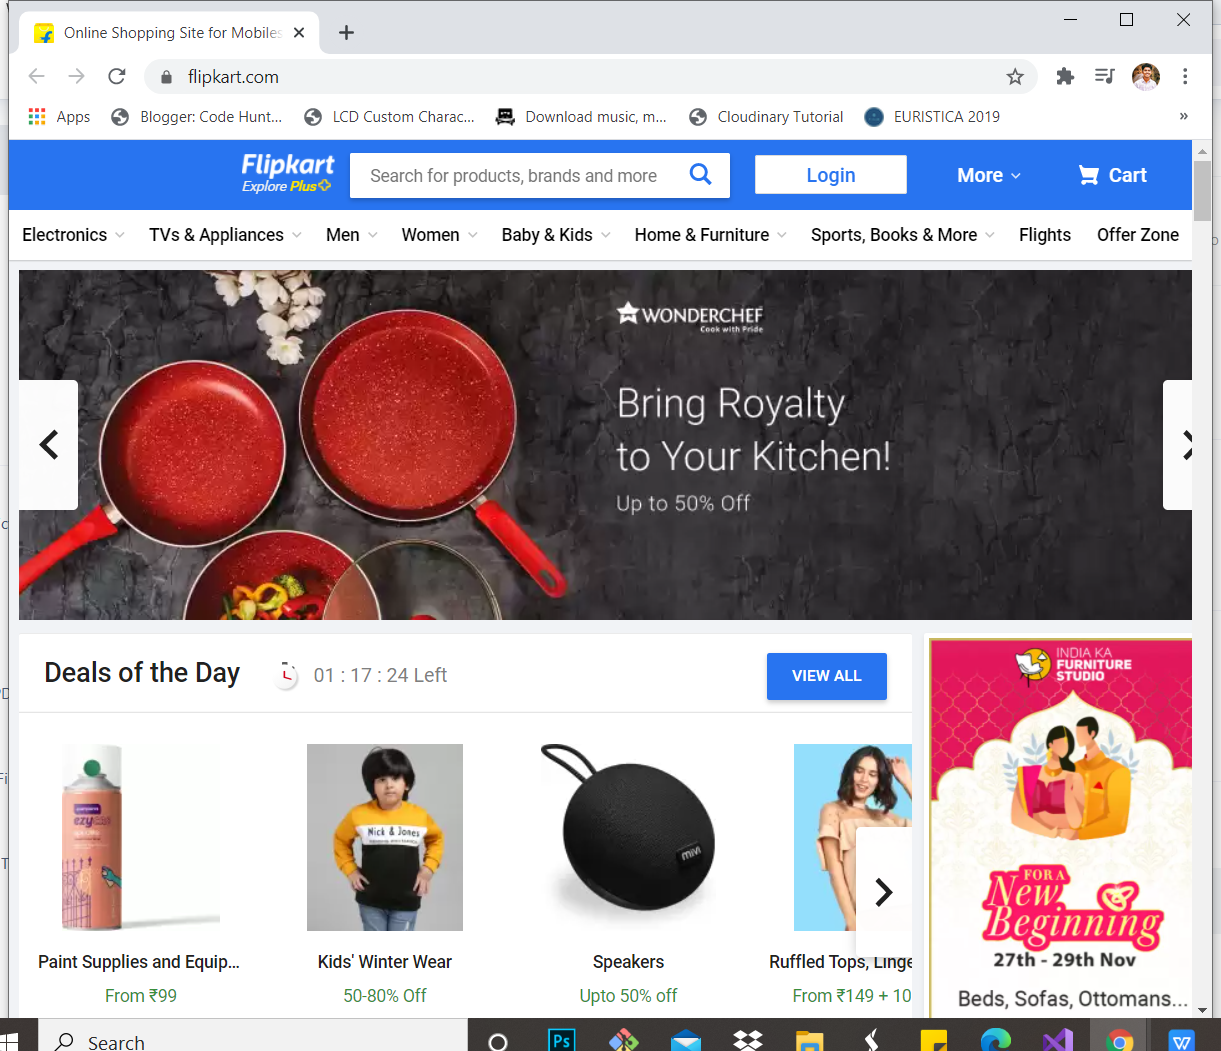 Online Shopping Site for Mobiles
flipkart.com
Apps
Blogger: Code Hunt...
LCD Custom Charac...
Download music, m...
Cloudinary Tutorial
EURISTICA 2019
»
Flipkart
Explore Plus
Search for products, brands and more
Login
More
Cart
Electronics
TVs & Appliances
Men
Women
Baby & Kids
Home & Furniture
Sports, Books & More
Flights
Offer Zone
WONDERCHEF
Cook with Pride
Bring Royalty
to Your Kitchen!
Up to 50% Off
Deals of the Day
01 : 17 : 24 Left
VIEW ALL
INDIA KA
FURNITURE
STUDIO
Nick & Jones
mivi
FOR A
New
Beginning
27th - 29th Nov
Beds, Sofas, Ottomans...
Paint Supplies and Equip...
Kids' Winter Wear
Speakers
Ruffled Tops, Linge
From ₹99
50-80% Off
Upto 50% off
From ₹149 + 10
Search
Ps